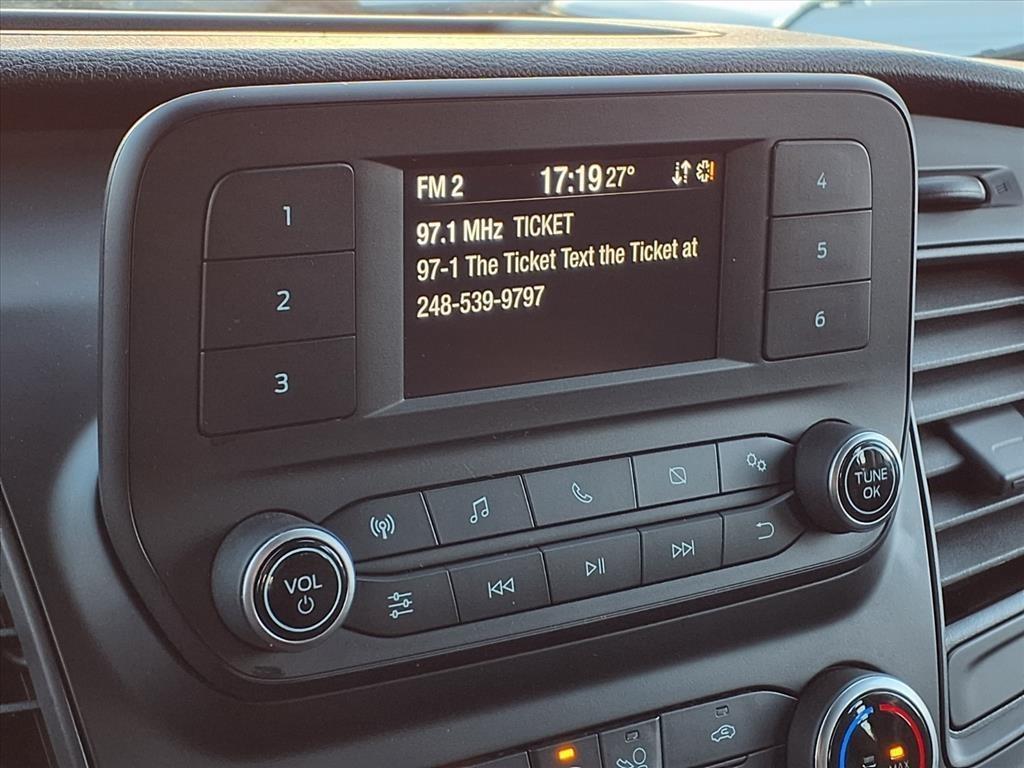 FM 2 17:19 27°
97.1 MHz TICKET
97-1 The Ticket Text the Ticket at
248-539-9797
1
2
3
4
5
6
TUNE
OK
VOL
MAX